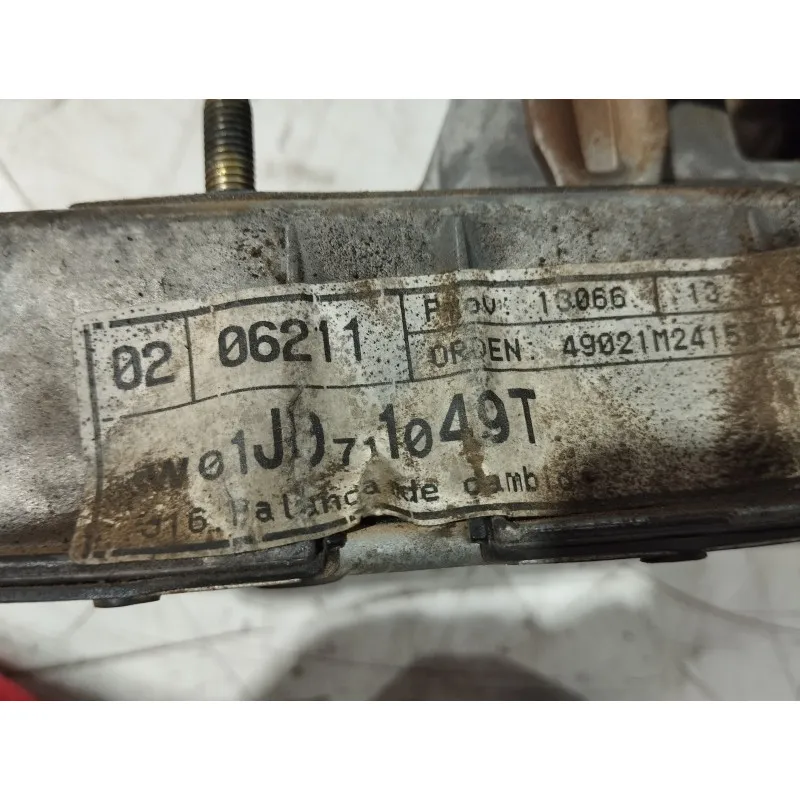 02 06211 PROV: 13066 13
ORDEN. 49021M2415
01J0711049T
Palanca de cambio